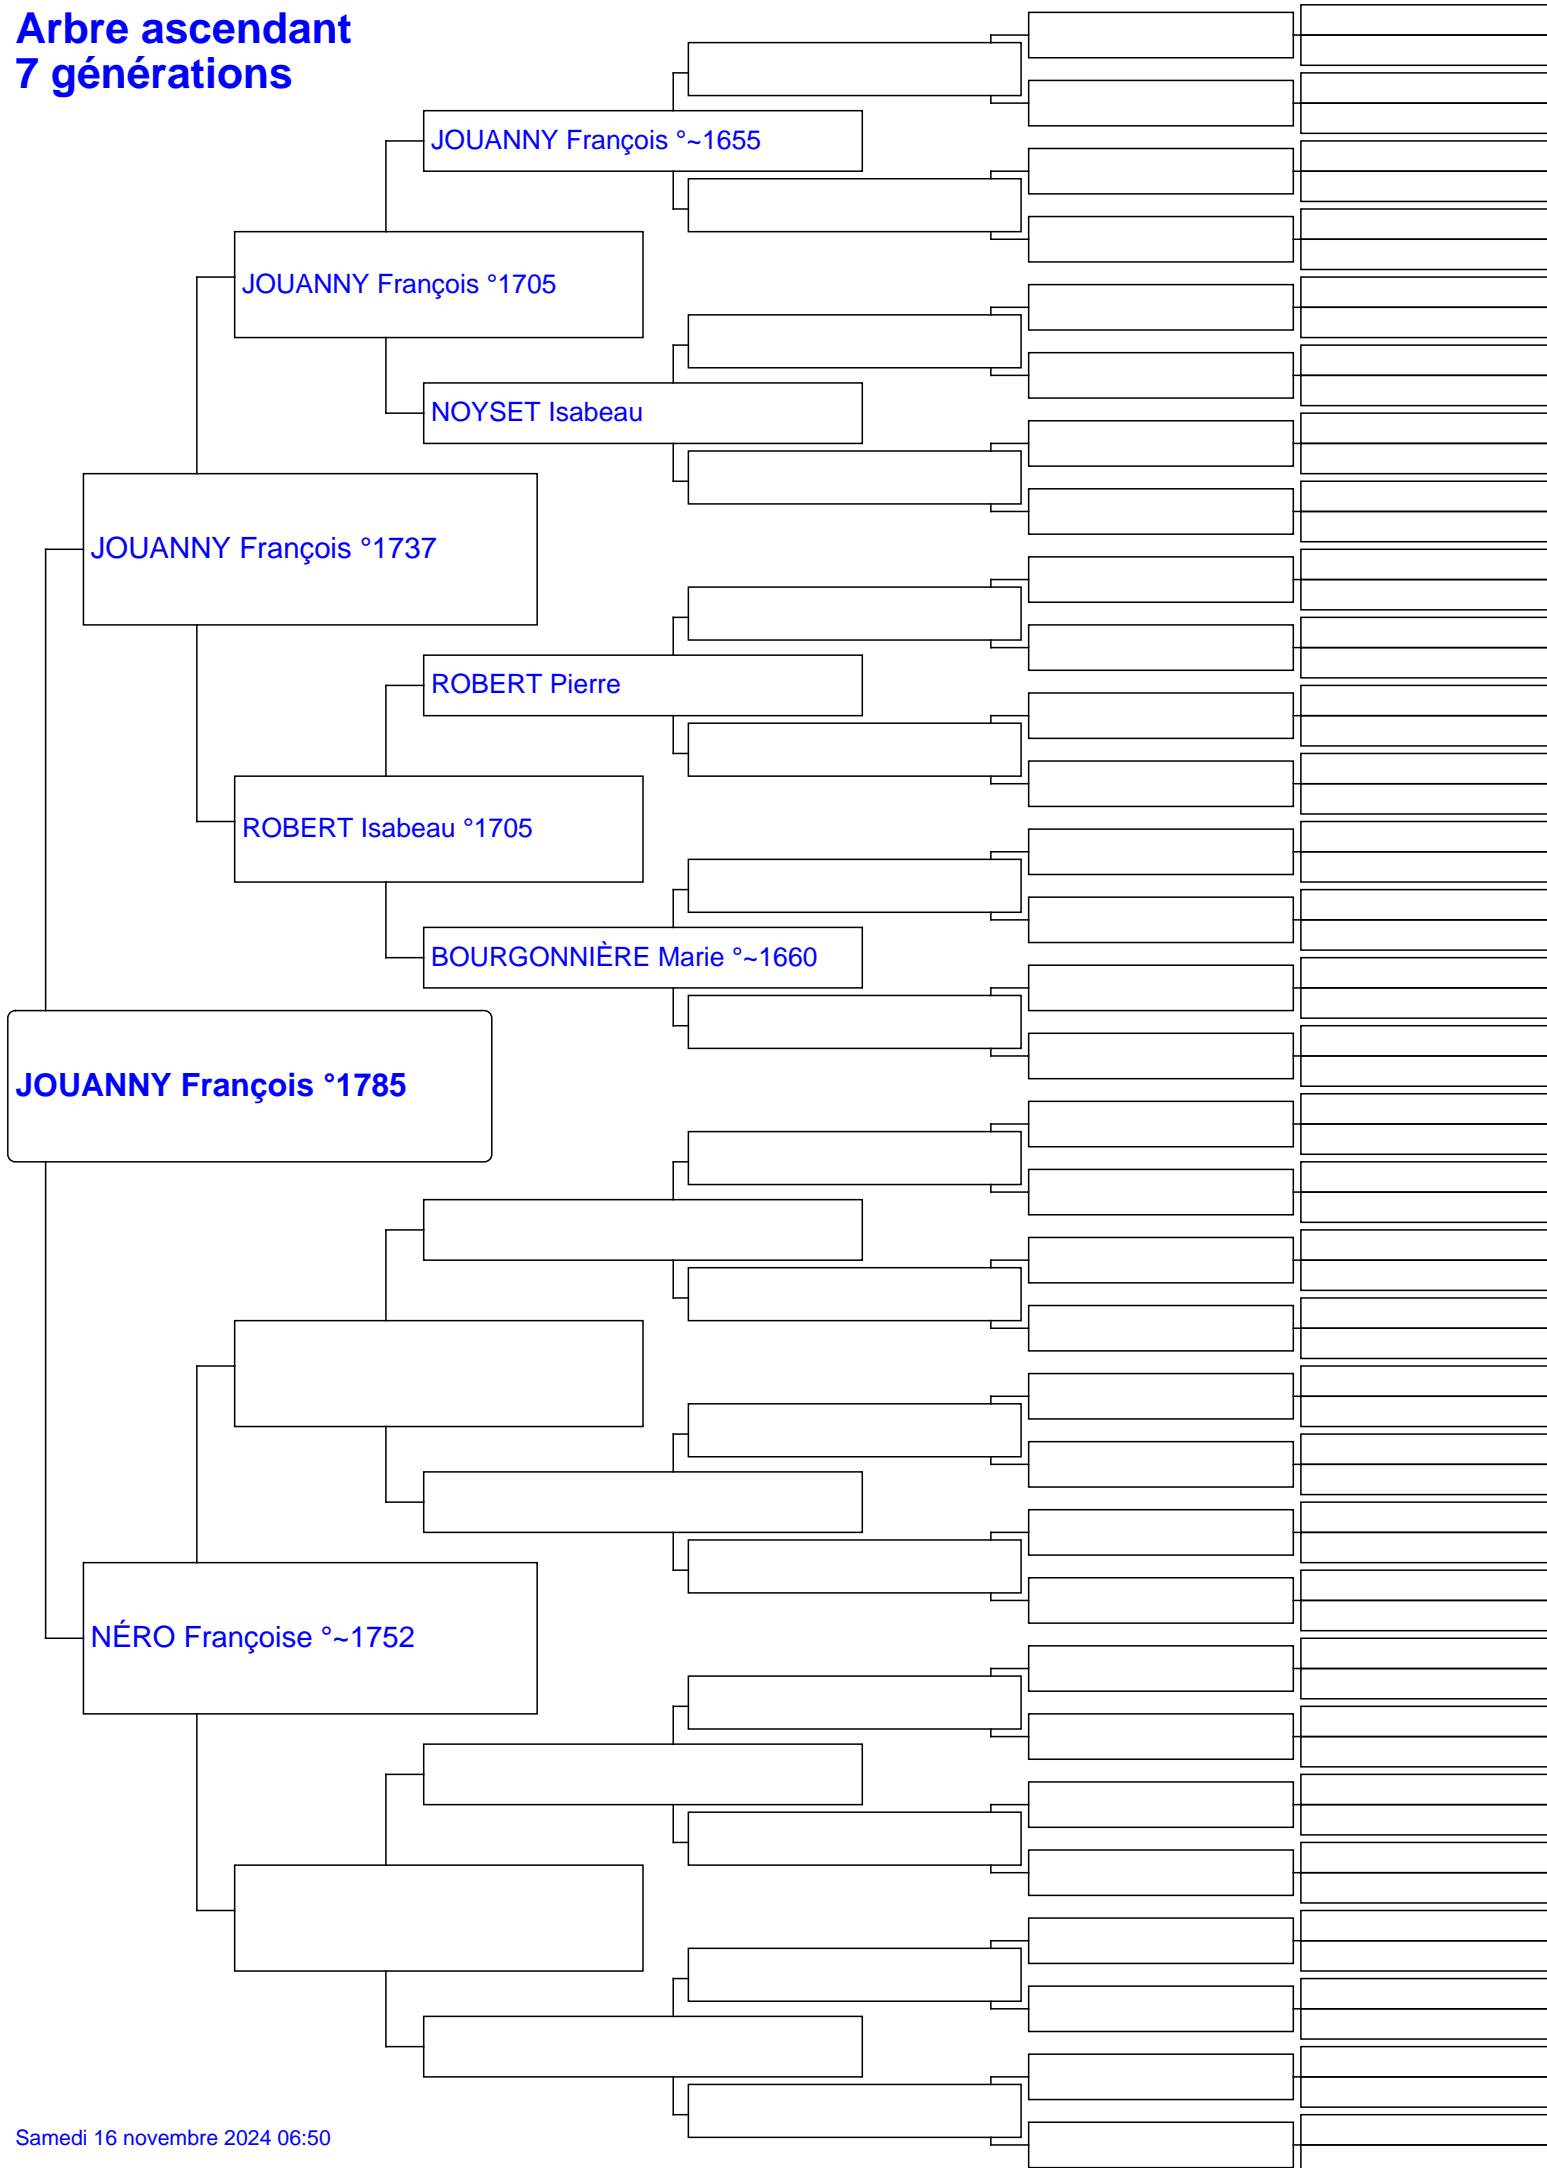 Arbre ascendant
7 générations
JOUANNY François °~1655
JOUANNY François °1705
NOYSET Isabeau
JOUANNY François °1737
ROBERT Pierre
ROBERT Isabeau °1705
BOURGONNIÈRE Marie °~1660
JOUANNY François °1785
NÉRO Françoise °~1752
Samedi 16 novembre 2024 06:50